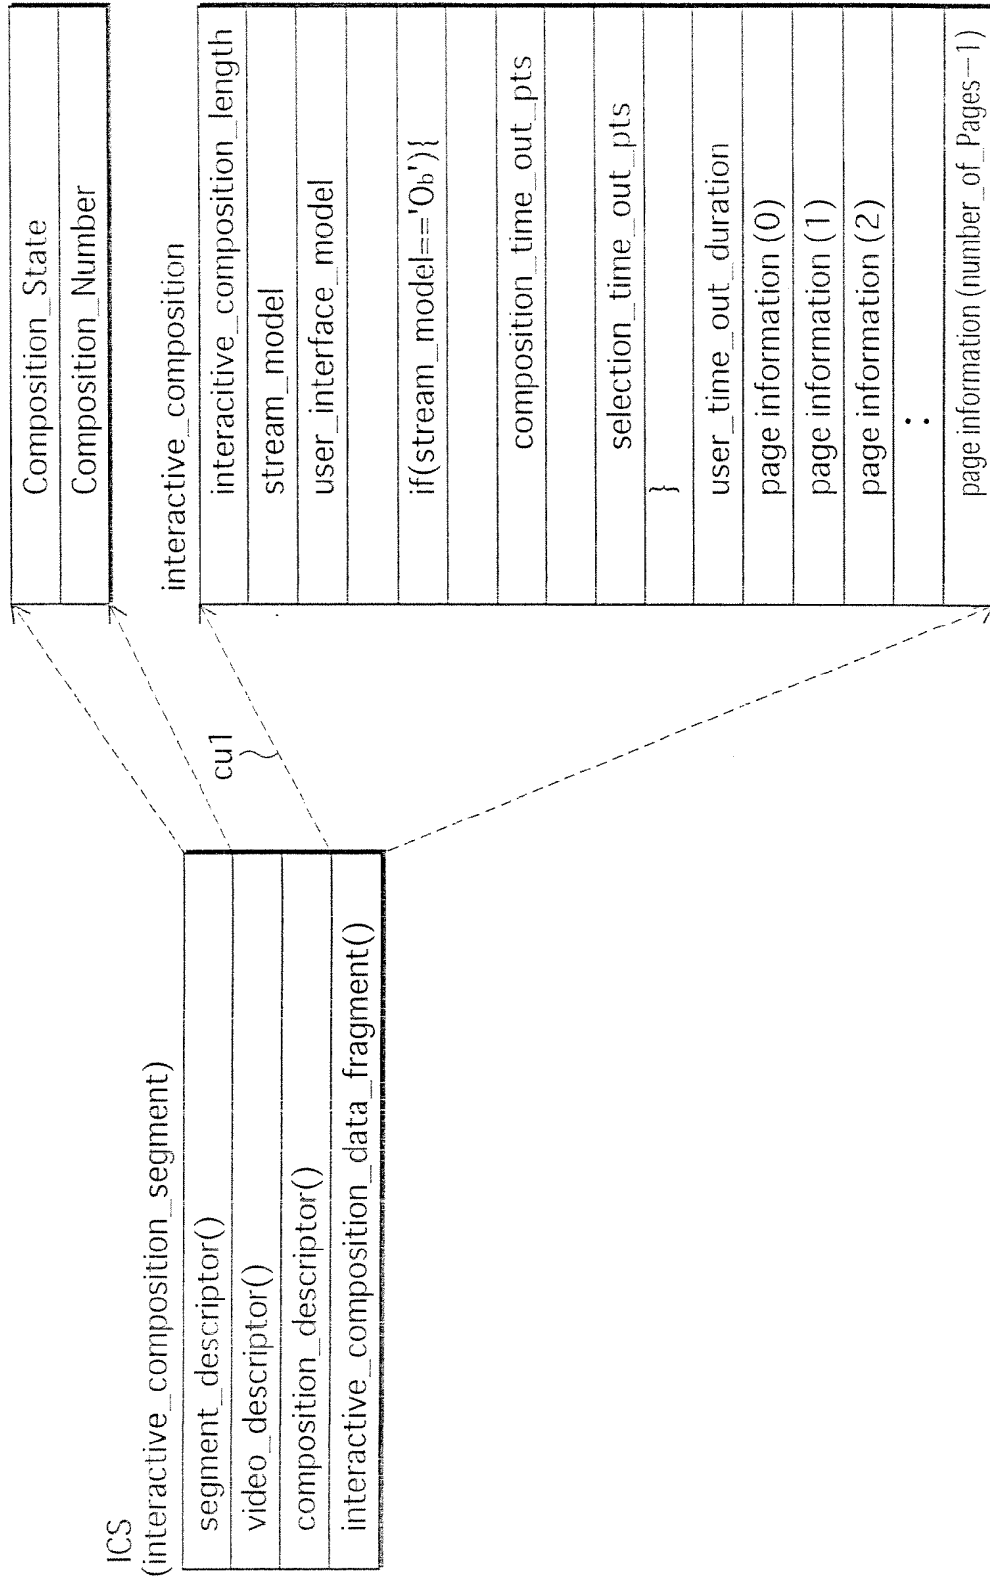 ICS
(interactive_composition_segment)
segment_descriptor()
video_descriptor()
composition_descriptor()
interactive_composition_data_fragment()
cu1
Composition_State
Composition_Number
interactive_composition
interacitive_composition_length
stream_model
user_interface_model
if(stream_model=='0b'){
composition_time_out_pts
selection_time_out_pts
}
user_time_out_duration
page information (0)
page information (1)
page information (2)
:
page information (number_of_Pages-1)